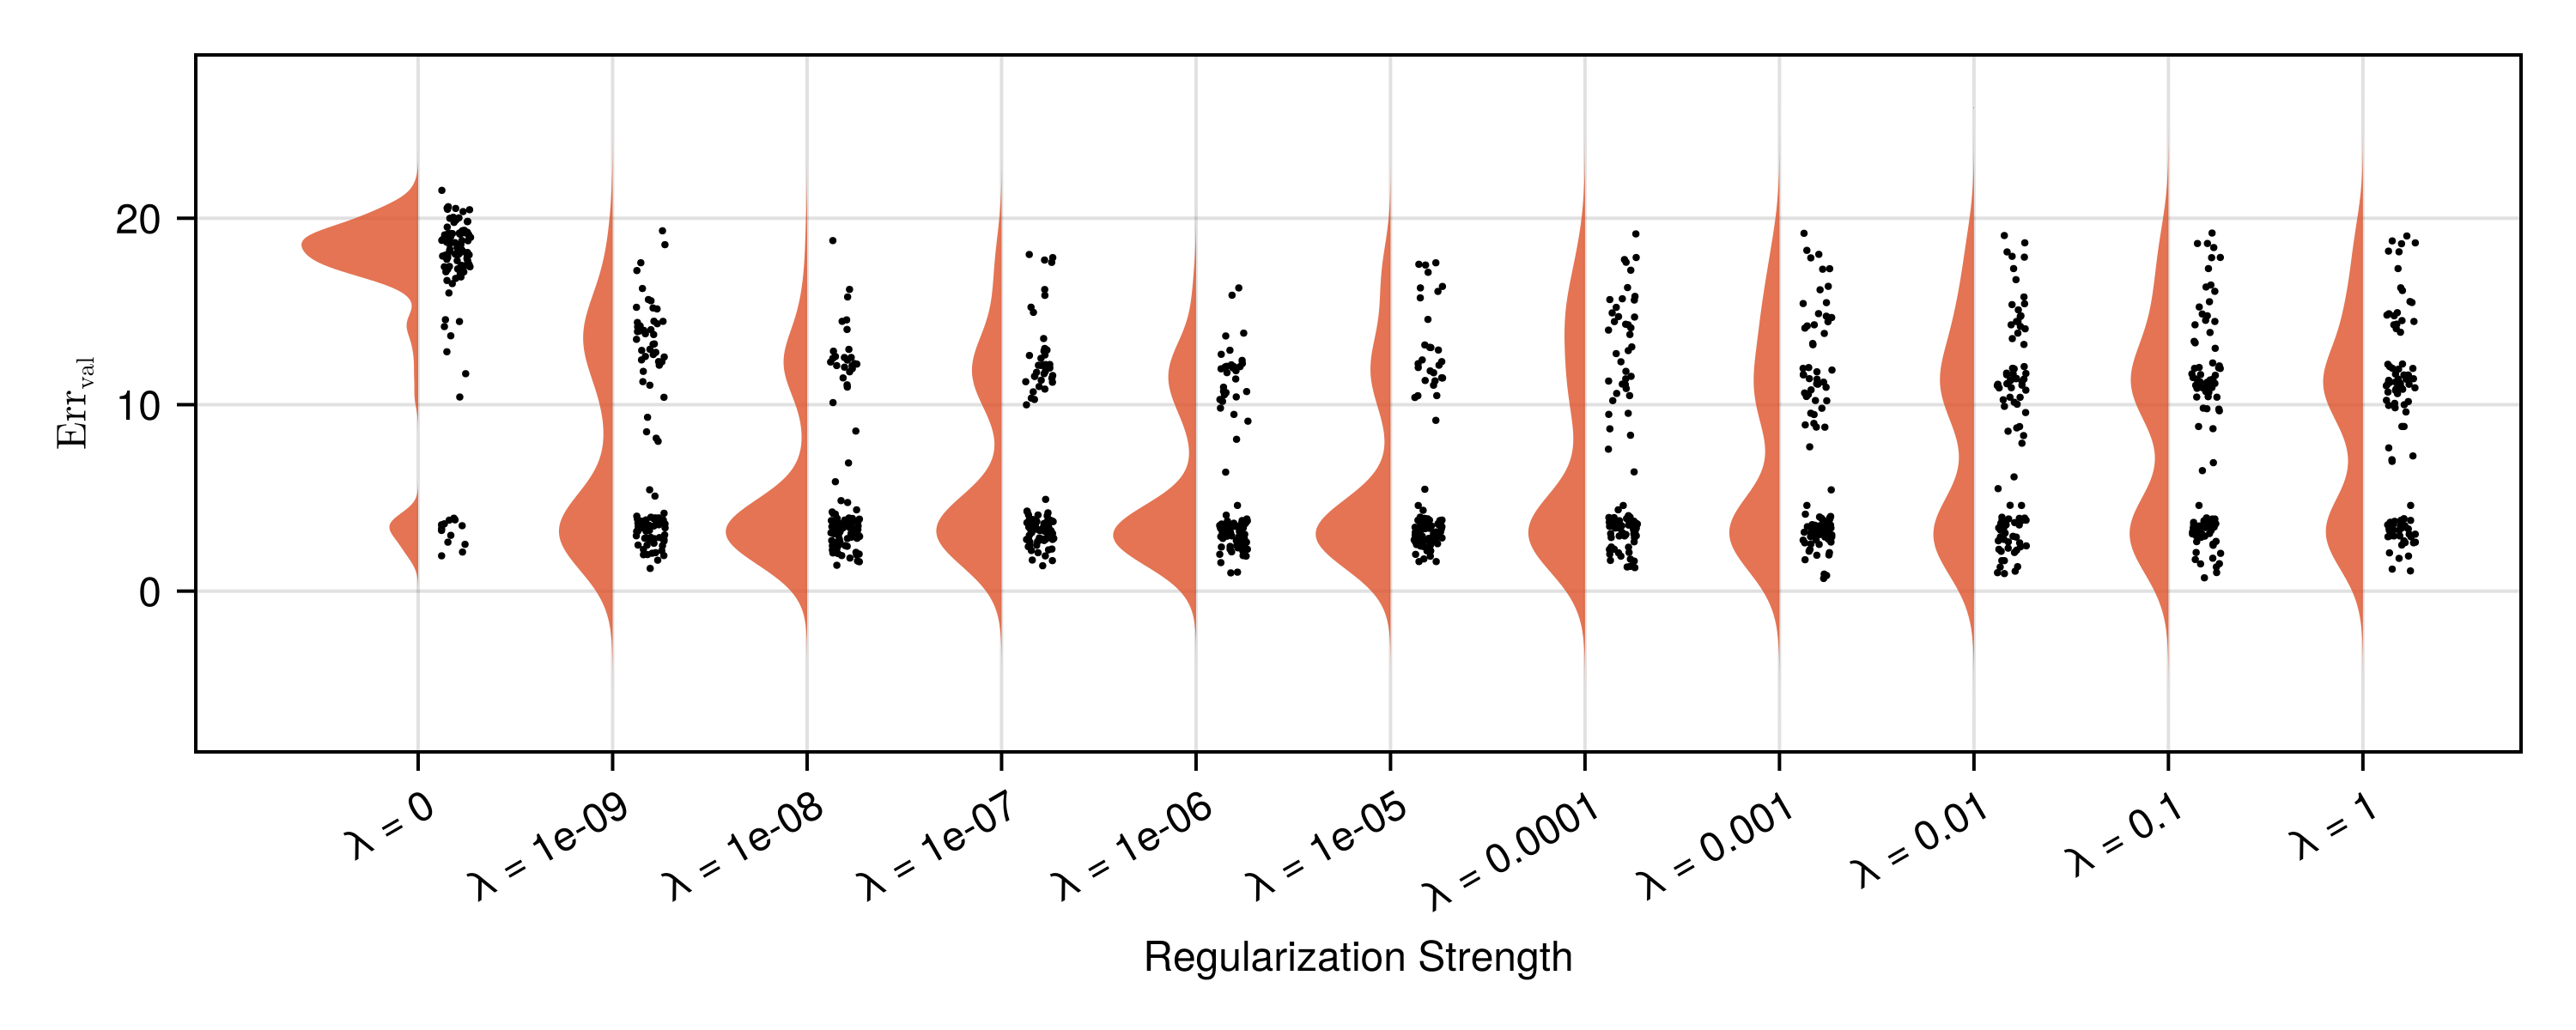 Err_val
20
10
0
λ = 0
λ = 1e-09
λ = 1e-08
λ = 1e-07
λ = 1e-06
λ = 1e-05
λ = 0.0001
λ = 0.001
λ = 0.01
λ = 0.1
λ = 1
Regularization Strength